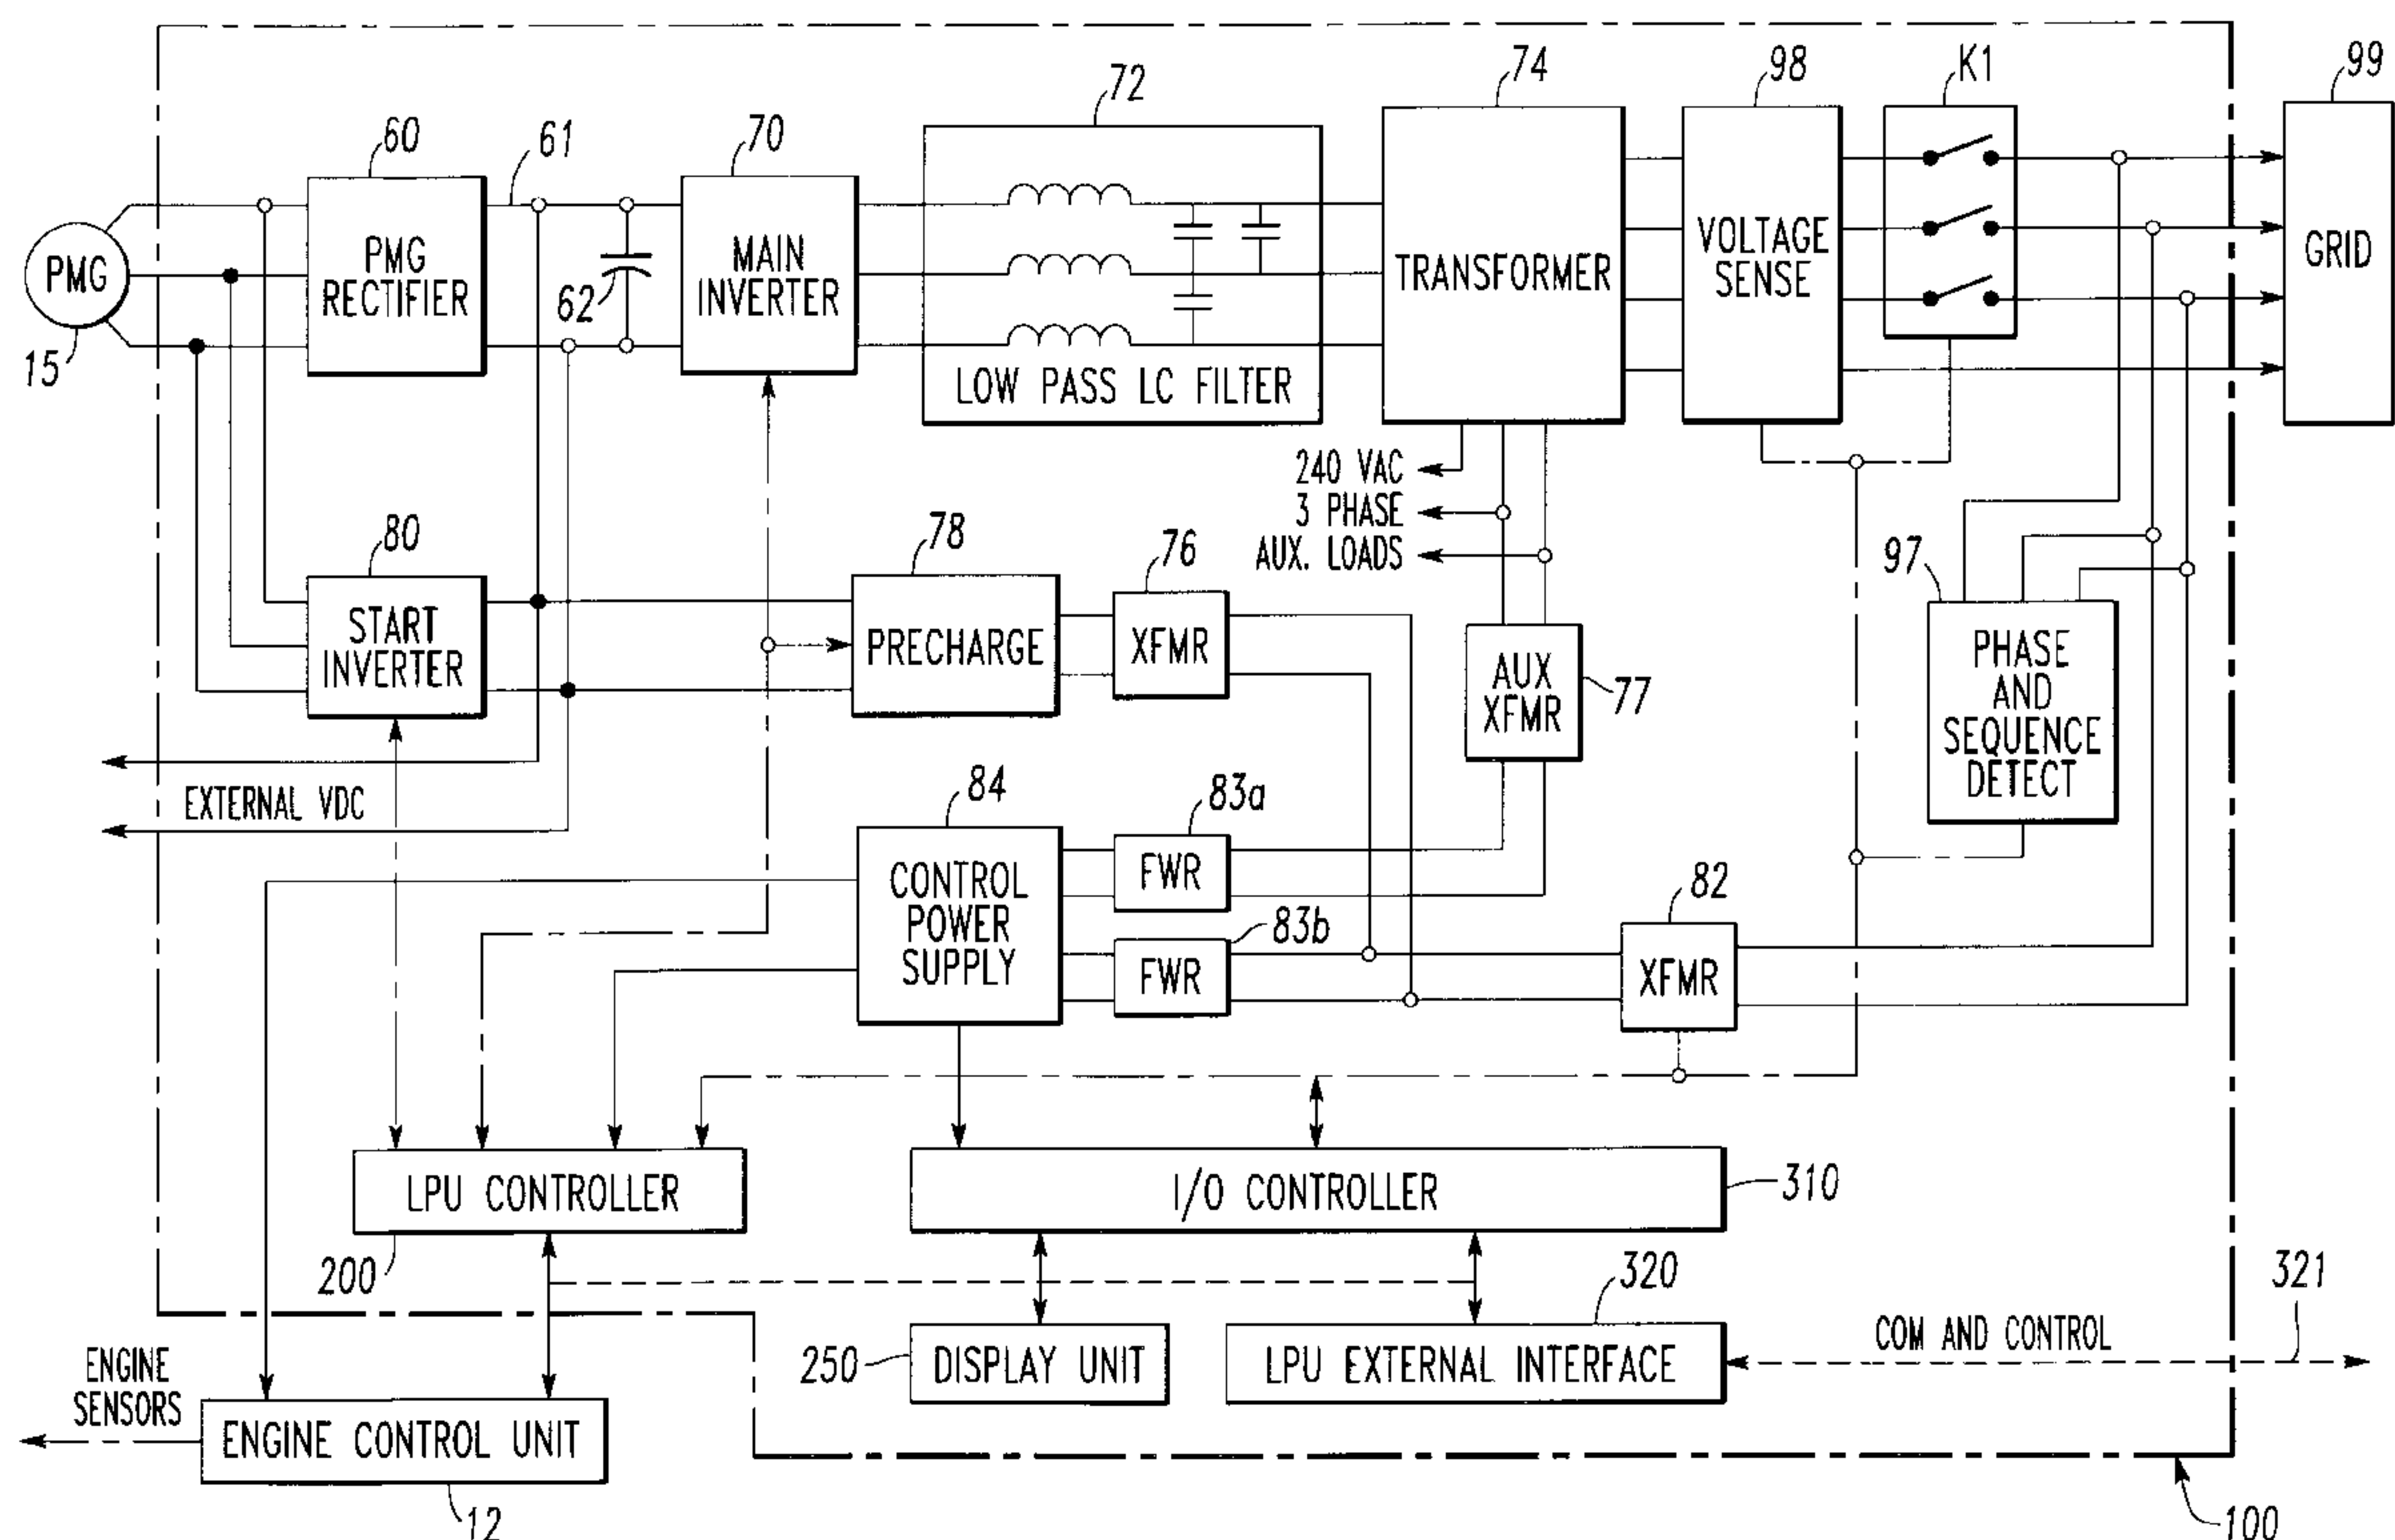 72
74
98
K1
99
60
61
70
PMG
PMG
RECTIFIER
62
MAIN
INVERTER
LOW PASS LC FILTER
TRANSFORMER
VOLTAGE
SENSE
GRID
15
240 VAC
3 PHASE
AUX. LOADS
80
78
76
97
START
INVERTER
PRECHARGE
XFMR
AUX
XFMR
77
PHASE
AND
SEQUENCE
DETECT
EXTERNAL VDC
84
83a
CONTROL
POWER
SUPPLY
FWR
83b
FWR
82
XFMR
LPU CONTROLLER
200
I/O CONTROLLER
310
320
321
ENGINE
SENSORS
250
DISPLAY UNIT
LPU EXTERNAL INTERFACE
COM AND CONTROL
ENGINE CONTROL UNIT
12
100